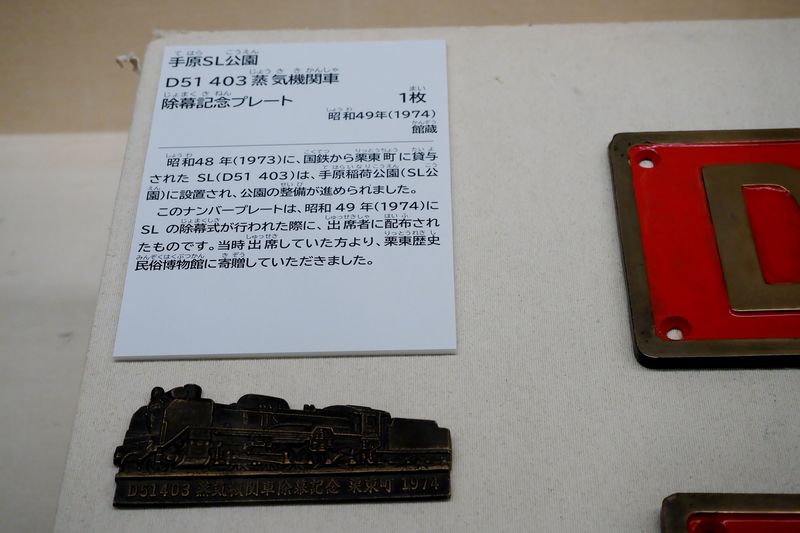 手原SL公園
D51 403 蒸気機関車
除幕記念プレート 1枚
昭和49年(1974)
館蔵
昭和48年(1973)に、国鉄から栗東町に貸与
されたSL(D51 403)は、手原稲荷公園(SL公
園)に設置され、公園の整備が進められました。
このナンバープレートは、昭和49年(1974)に
SLの除幕式が行われた際に、出席者に配布され
たものです。当時出席していた方より、栗東歴史
民俗博物館に寄贈していただきました。
D51403 蒸気機関車除幕記念 栗東町 1974
D